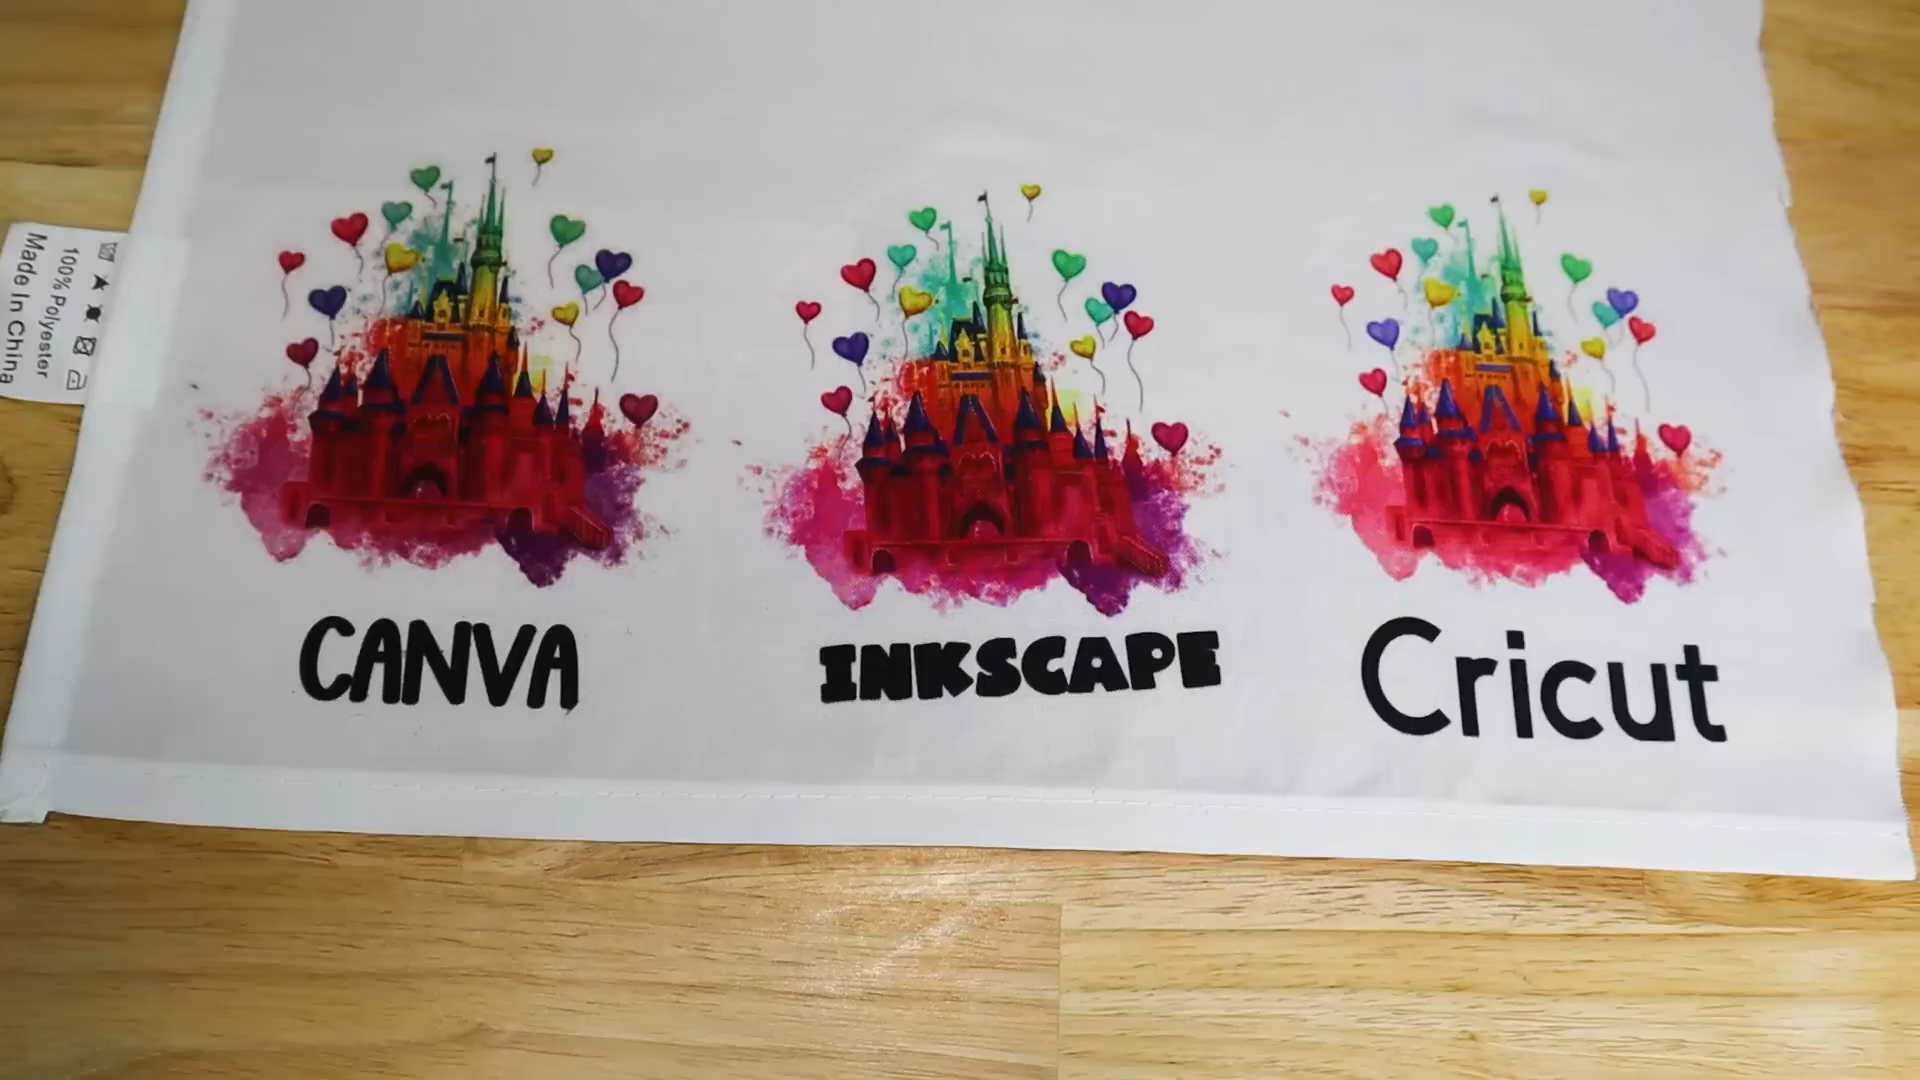 Made In China
100% Polyester
CANVA
INKSCAPE
Cricut